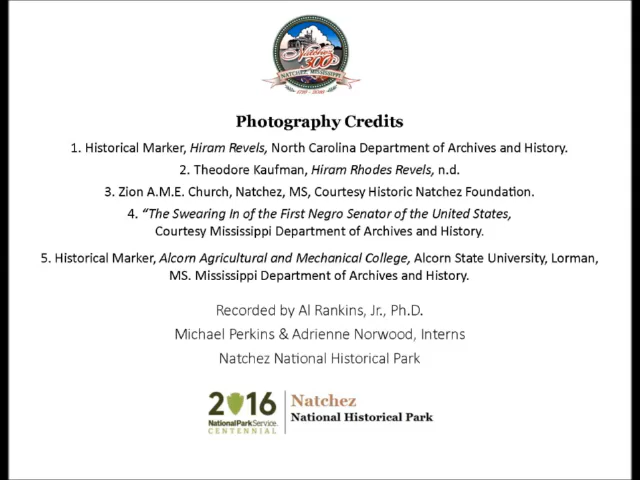 Natchez
300
NATCHEZ, MISSISSIPPI
1716 - 2016
Photography Credits
1. Historical Marker, Hiram Revels, North Carolina Department of Archives and History.
2. Theodore Kaufman, Hiram Rhodes Revels, n.d.
3. Zion A.M.E. Church, Natchez, MS, Courtesy Historic Natchez Foundation.
4. “The Swearing In of the First Negro Senator of the United States,
Courtesy Mississippi Department of Archives and History.
5. Historical Marker, Alcorn Agricultural and Mechanical College, Alcorn State University, Lorman,
MS. Mississippi Department of Archives and History.
Recorded by Al Rankins, Jr., Ph.D.
Michael Perkins & Adrienne Norwood, Interns
Natchez National Historical Park
2016
National Park Service.
CENTENNIAL
Natchez
National Historical Park